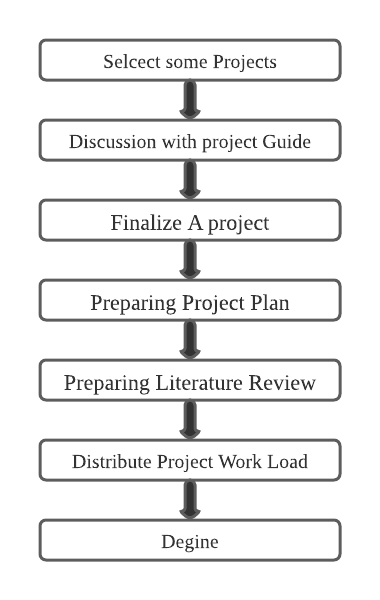 Selcect some Projects
Discussion with project Guide
Finalize A project
Preparing Project Plan
Preparing Literature Review
Distribute Project Work Load
Degine